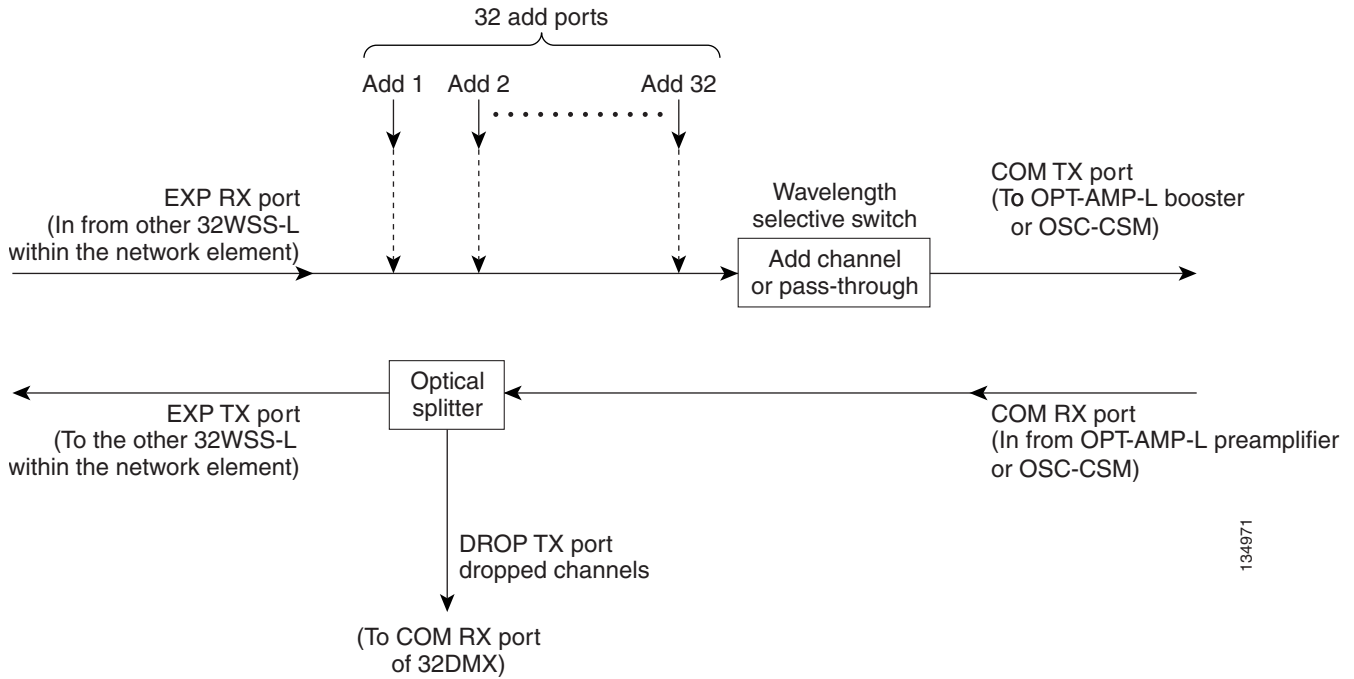 32 add ports
Add 1
Add 2
Add 32
EXP RX port
(In from other 32WSS-L
within the network element)
Wavelength
selective switch
Add channel
or pass-through
COM TX port
(To OPT-AMP-L booster
or OSC-CSM)
Optical
splitter
EXP TX port
(To the other 32WSS-L
within the network element)
COM RX port
(In from OPT-AMP-L preamplifier
or OSC-CSM)
DROP TX port
dropped channels
(To COM RX port
of 32DMX)
134971